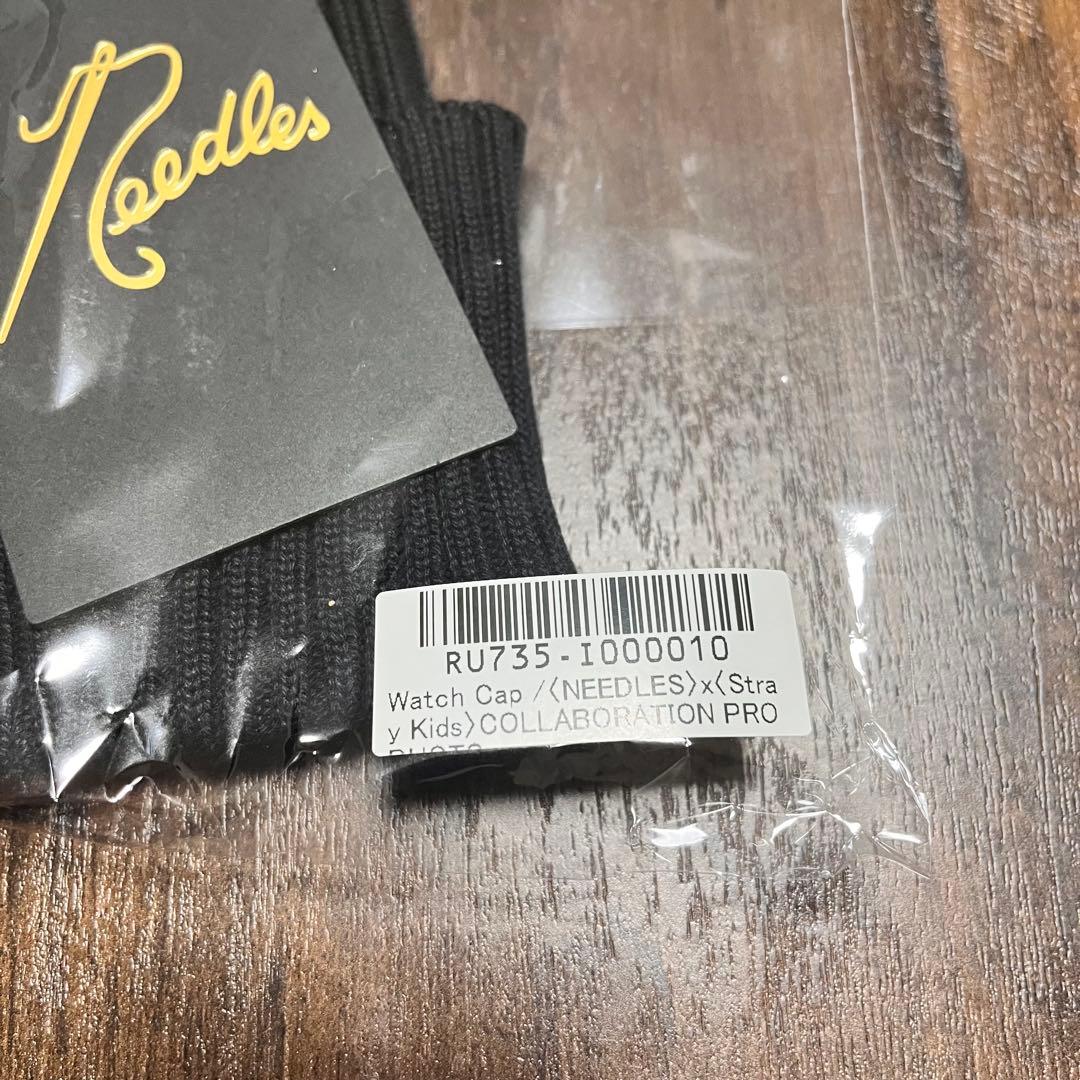 Needles
RU735-I000010
Watch Cap /〈NEEDLES〉x〈Stra
y Kids〉COLLABORATION PRO